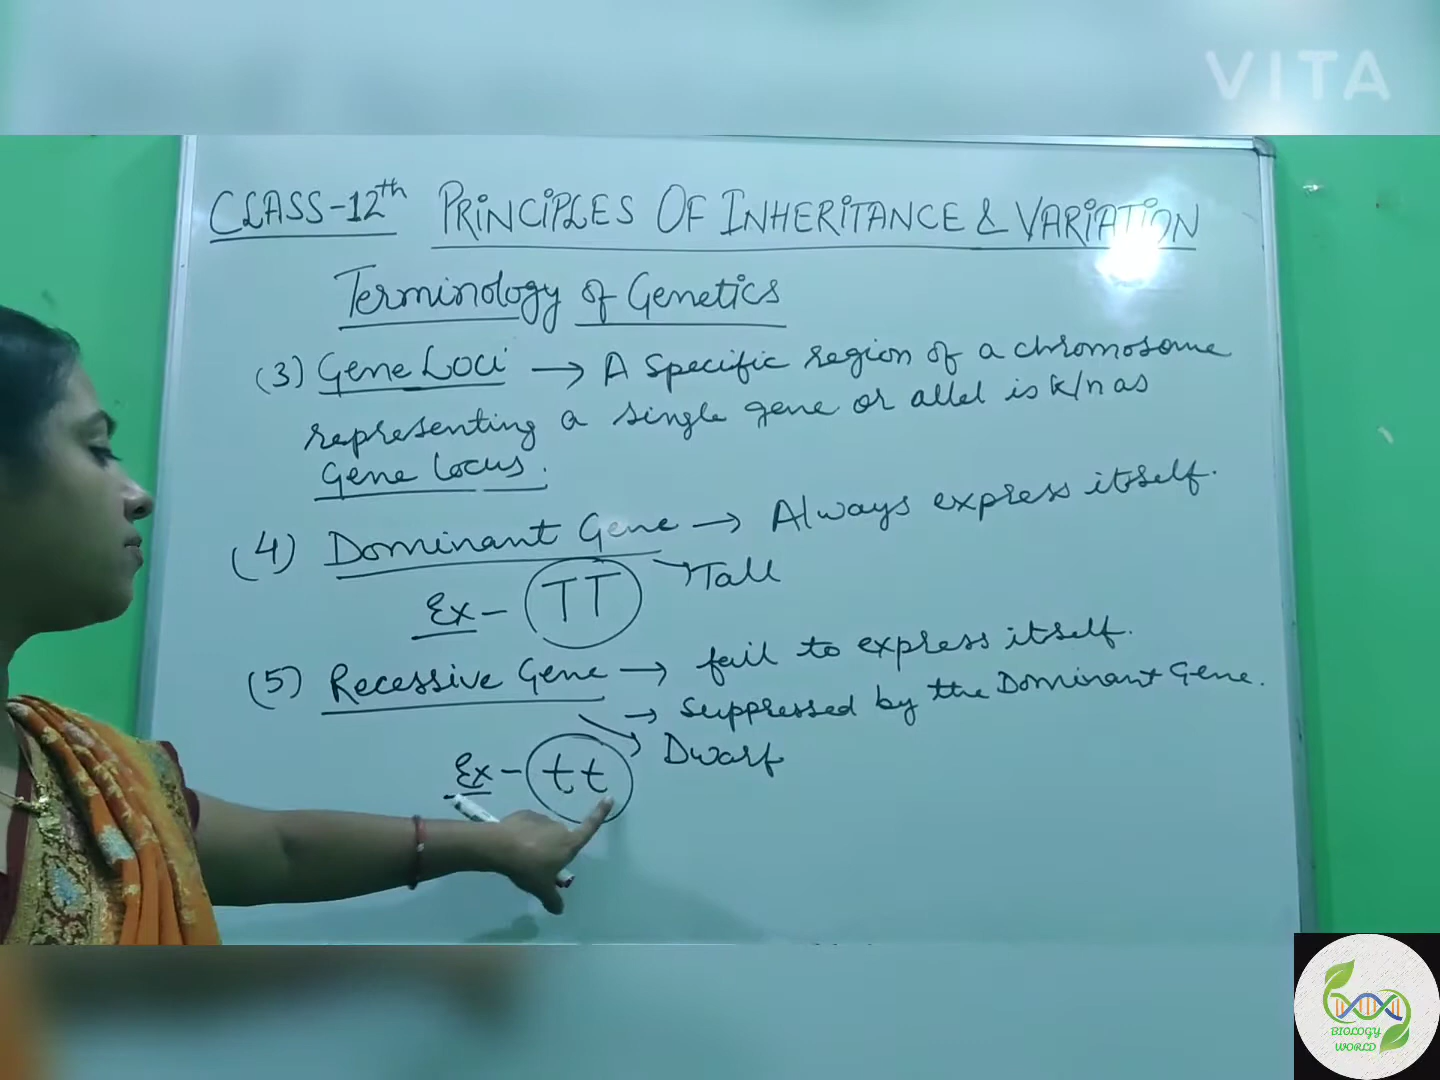 VITA
CLASS-12th PRINCIPLES OF INHERITANCE & VARIATION
Terminology of Genetics
(3) Gene Loci → A specific region of a chromosome
representing a single gene or allel is k/n as
Gene Locus.
(4) Dominant Gene → Always express itself.
Ex- TT → Tall
(5) Recessive Gene → fail to express itself.
→ suppressed by the Dominant Gene.
Ex- tt → Dwarf
BIOLOGY
WORLD